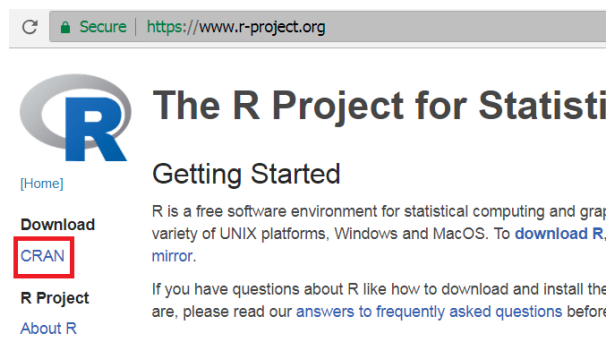 Secure | https://www.r-project.org
R
The R Project for Statisti
[Home]
Getting Started
Download
R is a free software environment for statistical computing and grap
variety of UNIX platforms, Windows and MacOS. To download R,
CRAN
mirror.
R Project
If you have questions about R like how to download and install the
About R
are, please read our answers to frequently asked questions before